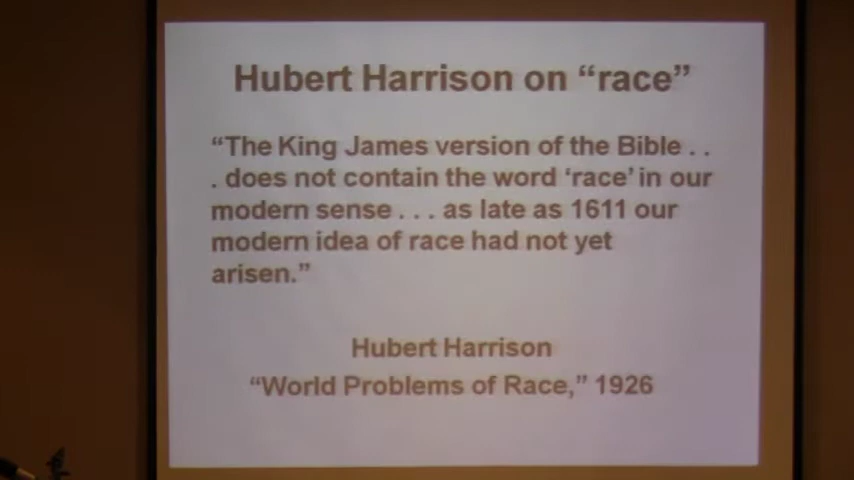 Hubert Harrison on “race”
“The King James version of the Bible . .
. does not contain the word ‘race’ in our
modern sense . . . as late as 1611 our
modern idea of race had not yet
arisen.”
Hubert Harrison
“World Problems of Race,” 1926